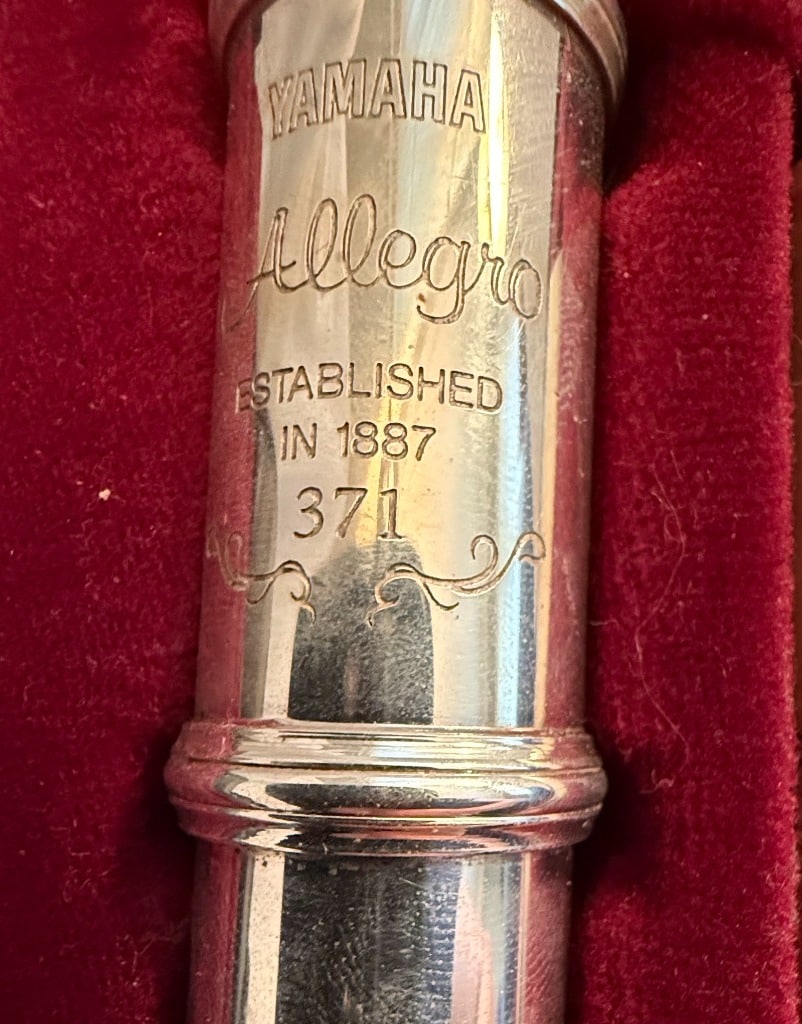 YAMAHA
Allegro
ESTABLISHED
IN 1887
371